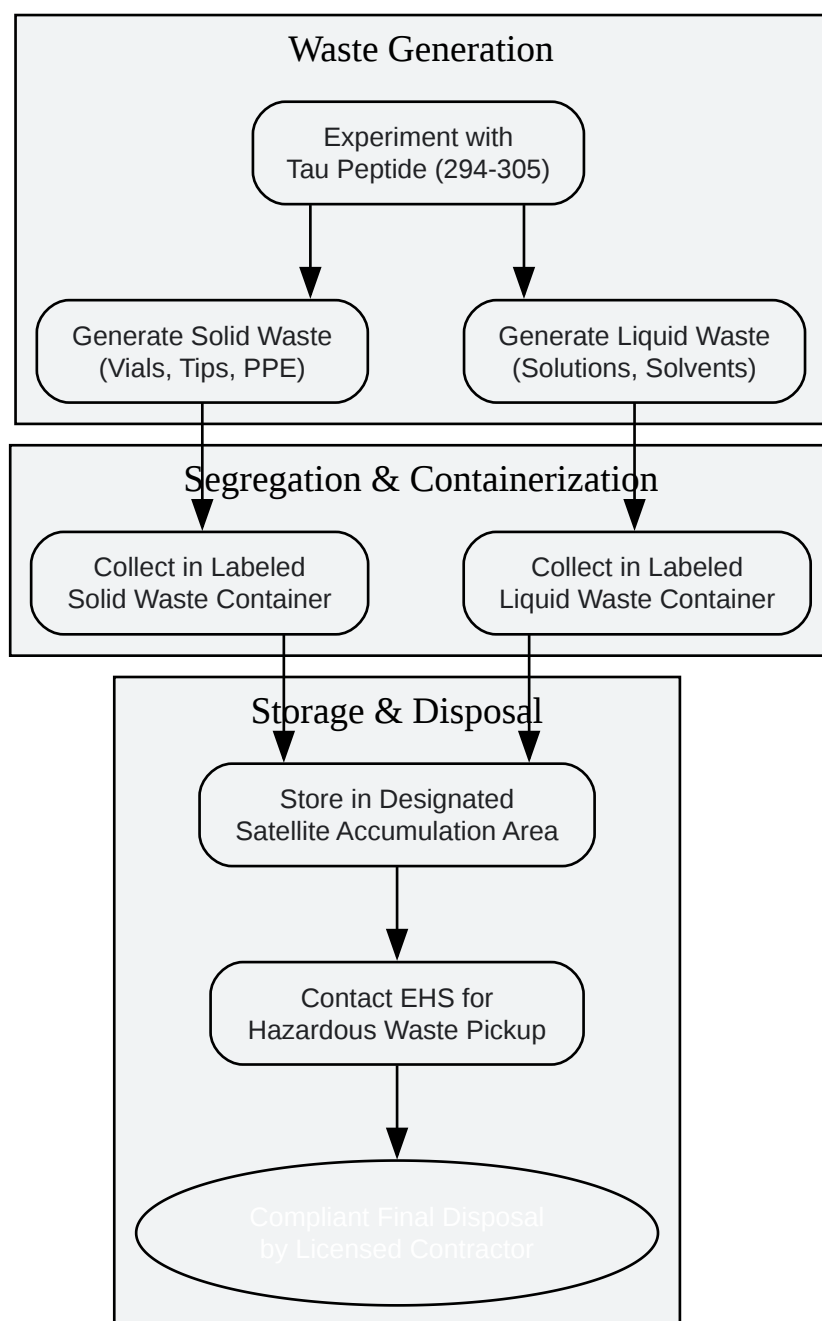 Waste Generation
Experiment with
Tau Peptide (294-305)
Generate Solid Waste
(Vials, Tips, PPE)
Generate Liquid Waste
(Solutions, Solvents)
Segregation & Containerization
Collect in Labeled
Solid Waste Container
Collect in Labeled
Liquid Waste Container
Storage & Disposal
Store in Designated
Satellite Accumulation Area
Contact EHS for
Hazardous Waste Pickup
Compliant Final Disposal
by Licensed Contractor